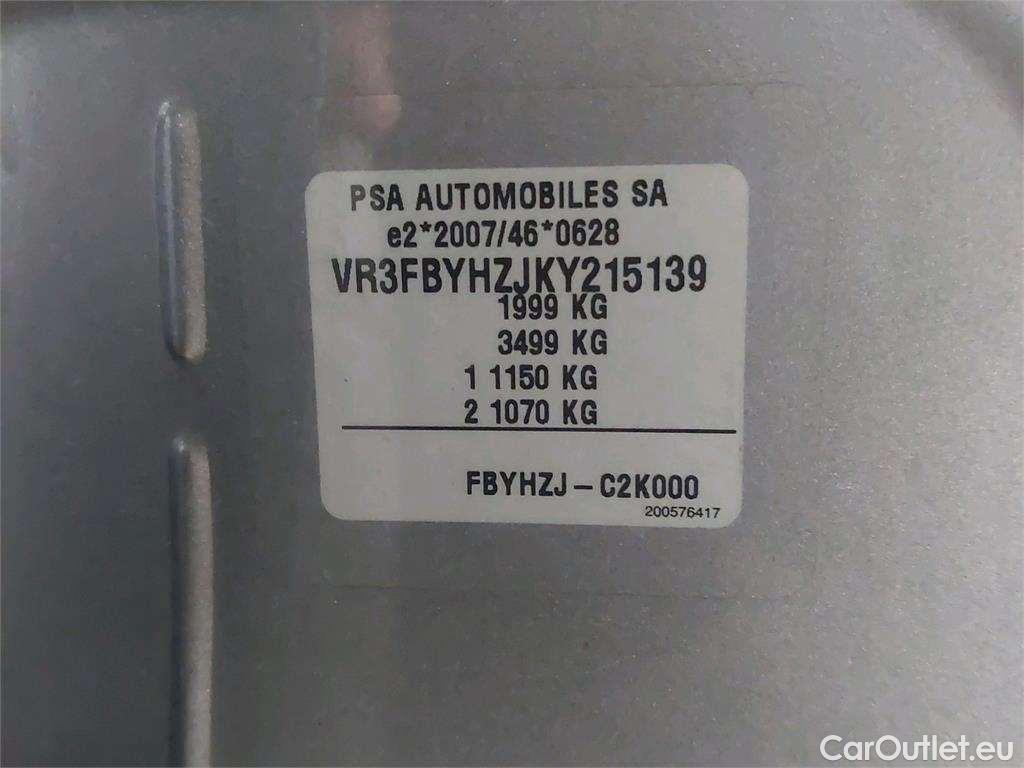 PSA AUTOMOBILES SA
e2*2007/46*0628
VR3FBYHZJKY215139
1999 KG
3499 KG
1 1150 KG
2 1070 KG
FBYHZJ-C2K000
200576417
CarOutlet.eu